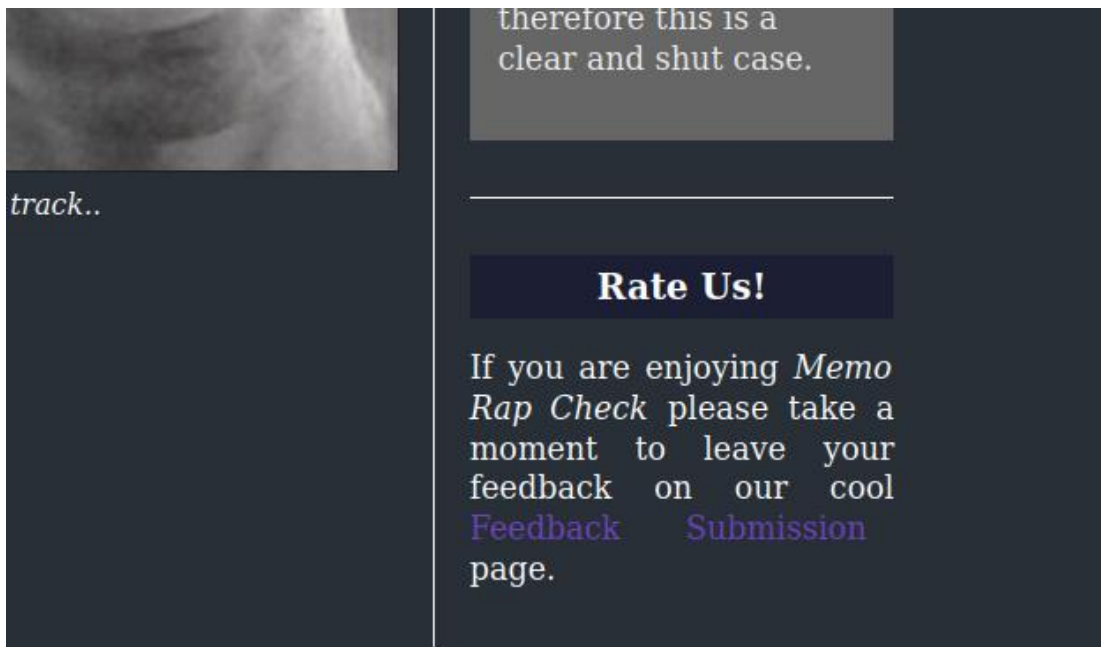 track..
therefore this is a
clear and shut case.
Rate Us!
If you are enjoying Memo
Rap Check please take a
moment to leave your
feedback on our cool
Feedback Submission
page.